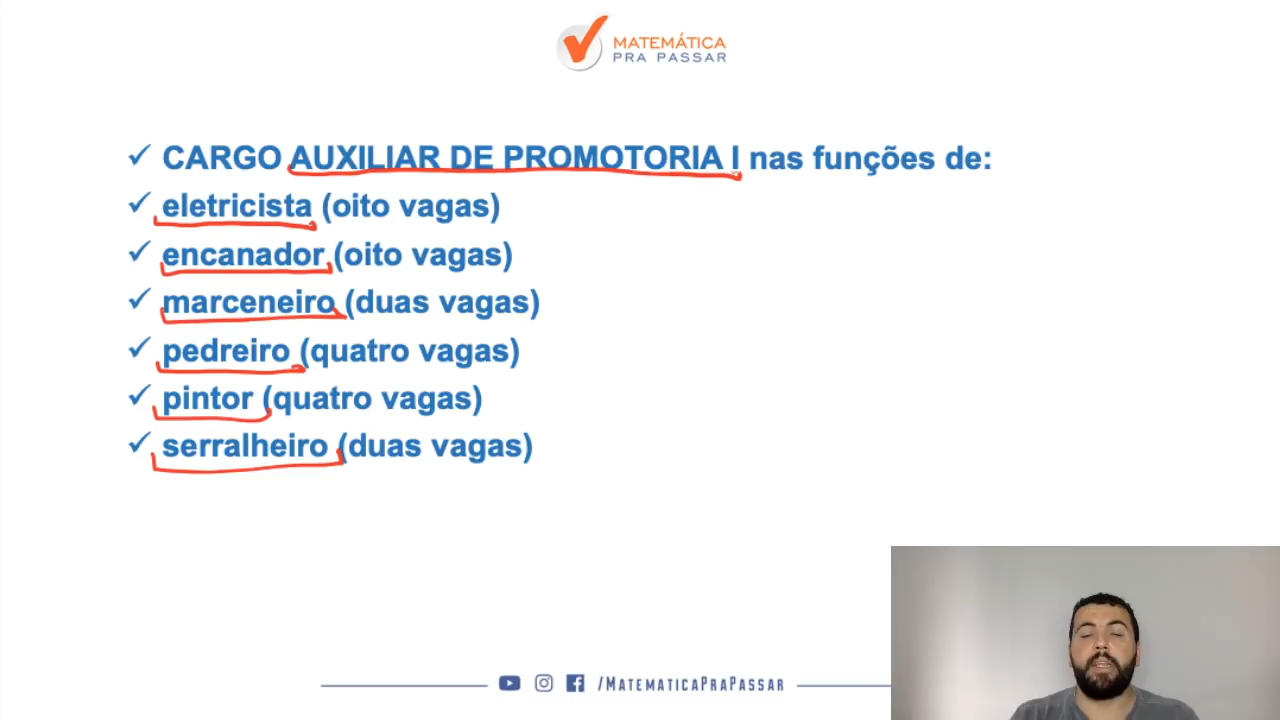 MATEMÁTICA
PRA PASSAR
CARGO AUXILIAR DE PROMOTORIA I nas funções de:
eletricista (oito vagas)
encanador (oito vagas)
marceneiro (duas vagas)
pedreiro (quatro vagas)
pintor (quatro vagas)
serralheiro (duas vagas)
/MATEMATICAPRAPASSAR